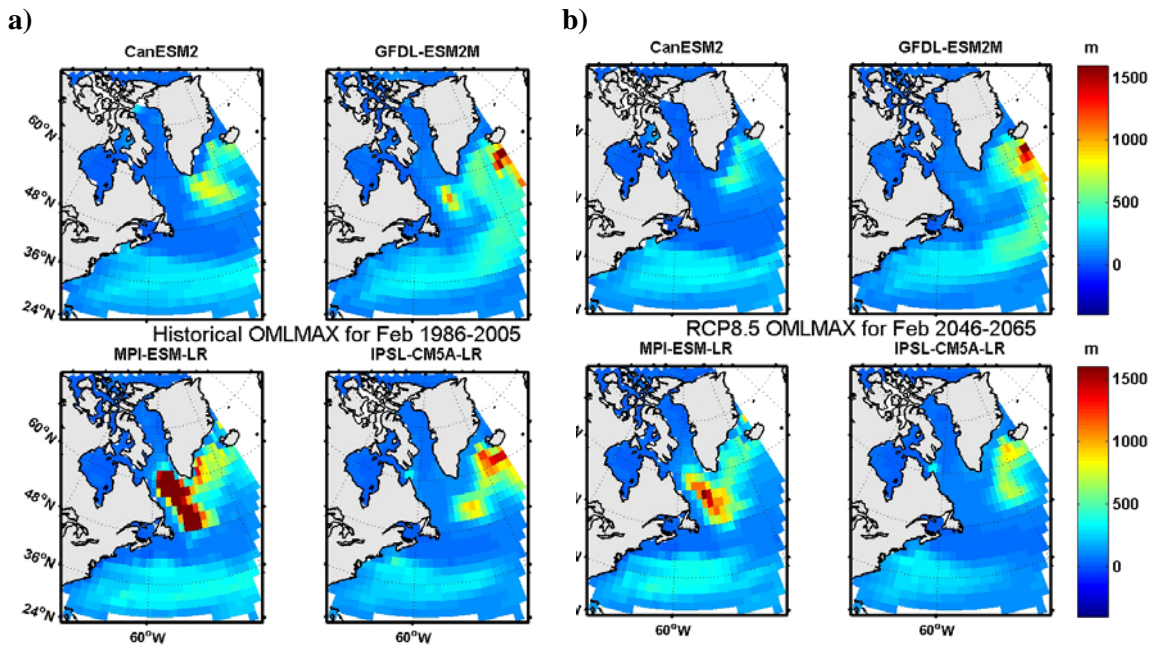 a)
b)
CanESM2
GFDL-ESM2M
CanESM2
GFDL-ESM2M
m
60°N
48°N
36°N
24°N
1500
1000
500
0
Historical OMLMAX for Feb 1986-2005
RCP8.5 OMLMAX for Feb 2046-2065
MPI-ESM-LR
IPSL-CM5A-LR
MPI-ESM-LR
IPSL-CM5A-LR
m
60°N
48°N
36°N
24°N
1500
1000
500
0
60°W
60°W
60°W
60°W